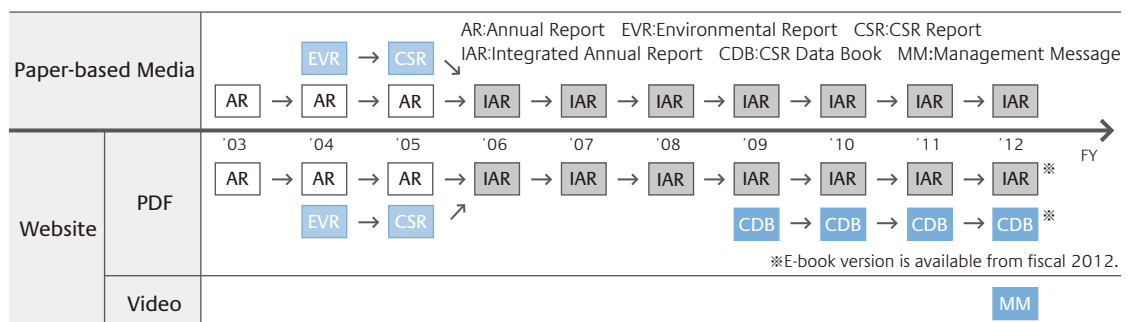 AR:Annual Report EVR:Environmental Report CSR:CSR Report
IAR:Integrated Annual Report CDB:CSR Data Book MM:Management Message
Paper-based Media
EVR → CSR ↘
AR → AR → AR → IAR → IAR → IAR → IAR → IAR → IAR → IAR
'03 '04 '05 '06 '07 '08 '09 '10 '11 '12 FY
Website
PDF
AR → AR → AR → IAR → IAR → IAR → IAR → IAR → IAR → IAR ※
EVR → CSR ↗ CDB → CDB → CDB → CDB ※
※E-book version is available from fiscal 2012.
Video
MM